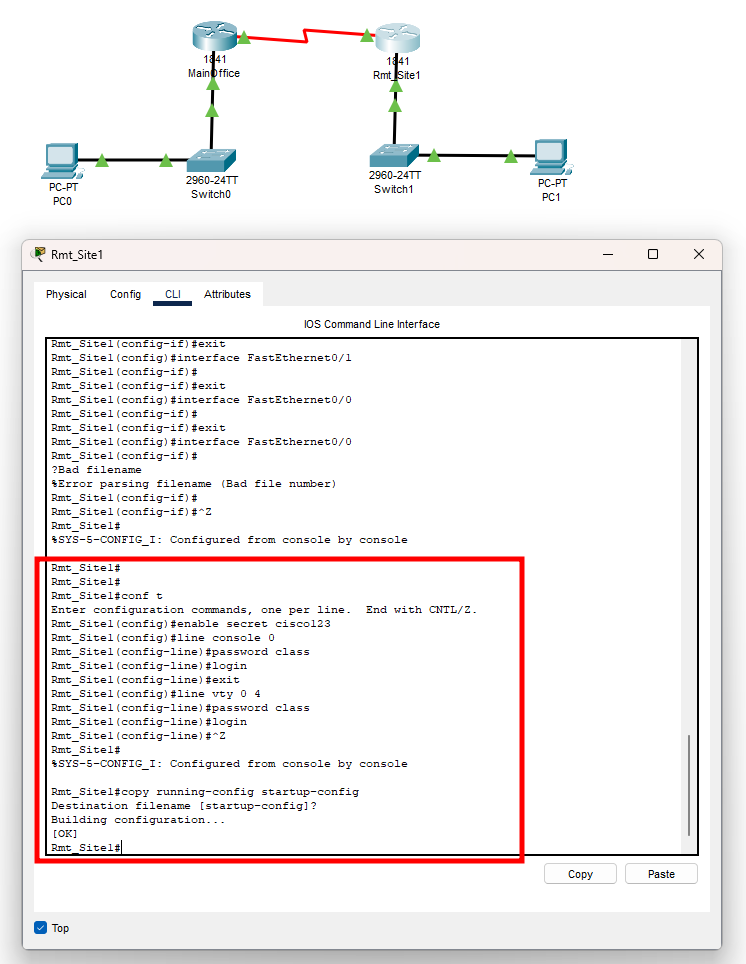 1841
MainOffice
1841
Rmt_Site1
PC-PT
PC0
2960-24TT
Switch0
2960-24TT
Switch1
PC-PT
PC1
Rmt_Site1
Physical Config CLI Attributes
IOS Command Line Interface
Rmt_Site1(config-if)#exit
Rmt_Site1(config)#interface FastEthernet0/1
Rmt_Site1(config-if)#
Rmt_Site1(config-if)#exit
Rmt_Site1(config)#interface FastEthernet0/0
Rmt_Site1(config-if)#
Rmt_Site1(config-if)#exit
Rmt_Site1(config)#interface FastEthernet0/0
Rmt_Site1(config-if)#
?Bad filename
%Error parsing filename (Bad file number)
Rmt_Site1(config-if)#
Rmt_Site1(config-if)#^Z
Rmt_Site1#
%SYS-5-CONFIG_I: Configured from console by console
Rmt_Site1#
Rmt_Site1#
Rmt_Site1#conf t
Enter configuration commands, one per line. End with CNTL/Z.
Rmt_Site1(config)#enable secret cisco123
Rmt_Site1(config)#line console 0
Rmt_Site1(config-line)#password class
Rmt_Site1(config-line)#login
Rmt_Site1(config-line)#exit
Rmt_Site1(config)#line vty 0 4
Rmt_Site1(config-line)#password class
Rmt_Site1(config-line)#login
Rmt_Site1(config-line)#^Z
Rmt_Site1#
%SYS-5-CONFIG_I: Configured from console by console
Rmt_Site1#copy running-config startup-config
Destination filename [startup-config]?
Building configuration...
[OK]
Rmt_Site1#
Copy Paste
Top